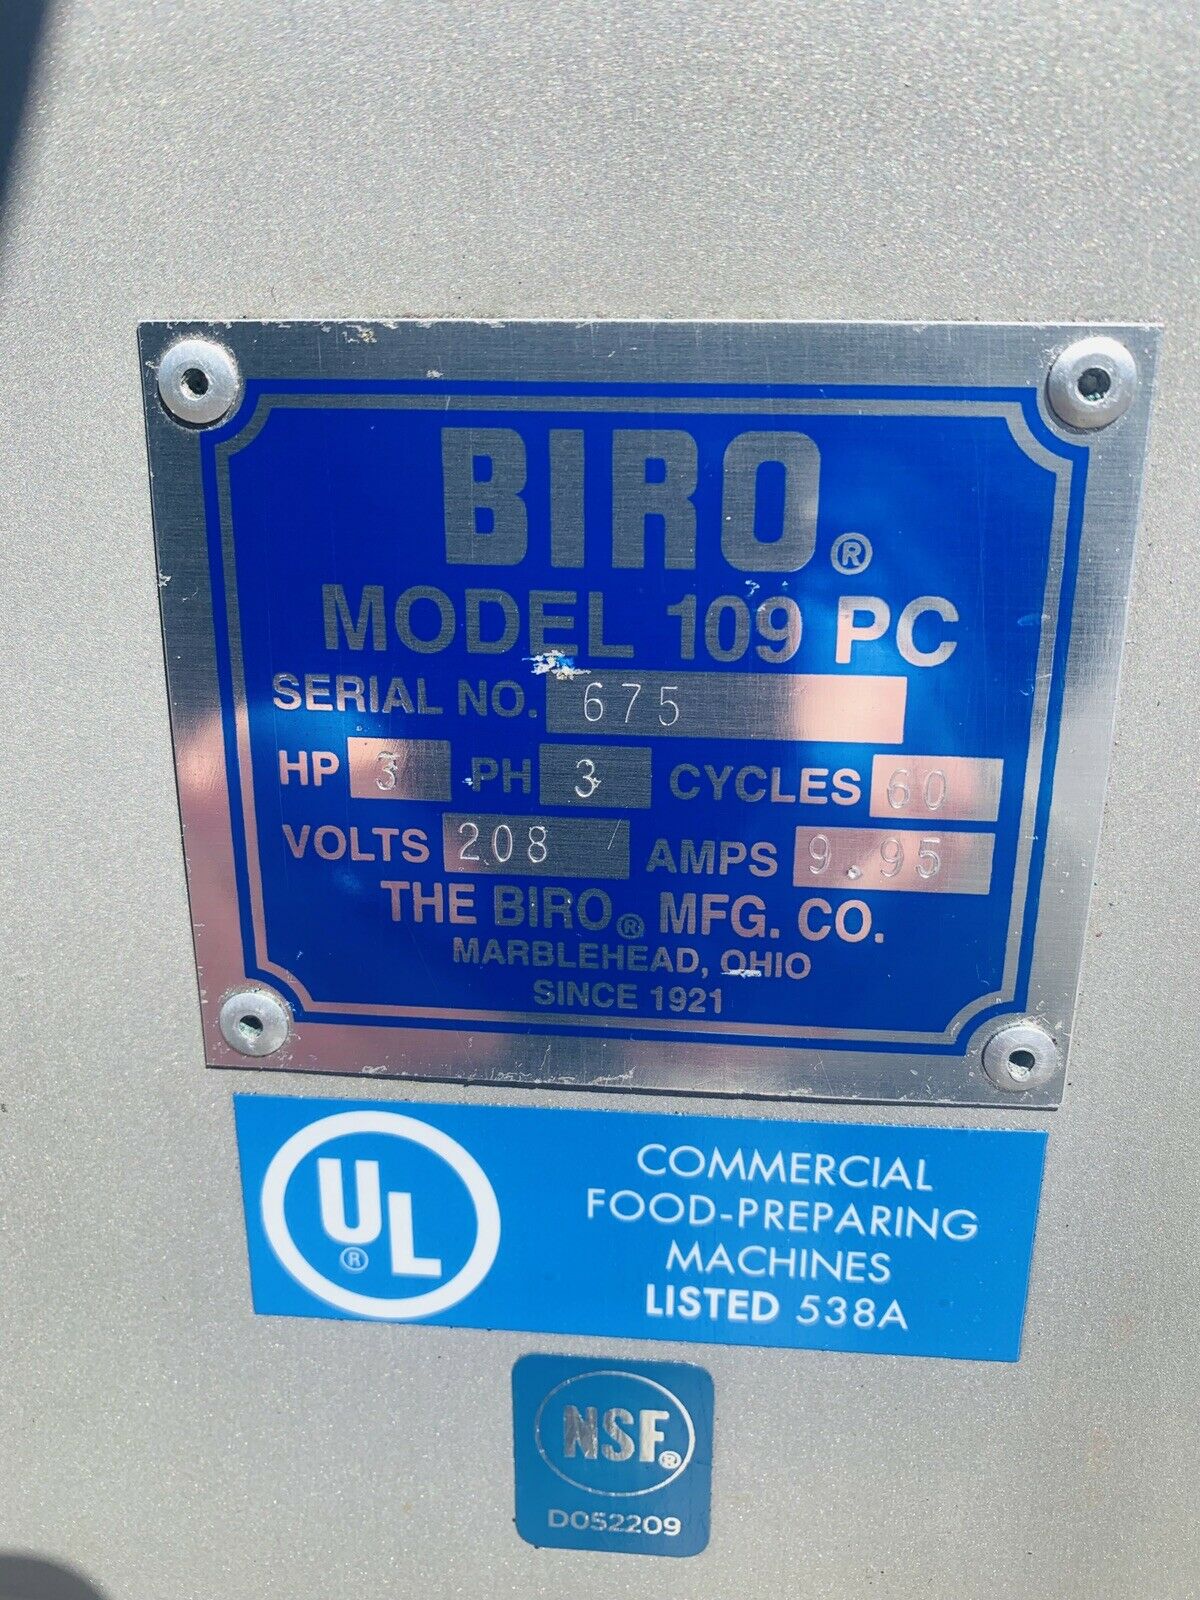 BIRO®
MODEL 109 PC
SERIAL NO. 675
HP 3 PH 3 CYCLES 60
VOLTS 208 / AMPS 9.95
THE BIRO® MFG. CO.
MARBLEHEAD, OHIO
SINCE 1921
UL®
COMMERCIAL
FOOD-PREPARING
MACHINES
LISTED 538A
NSF®
D052209